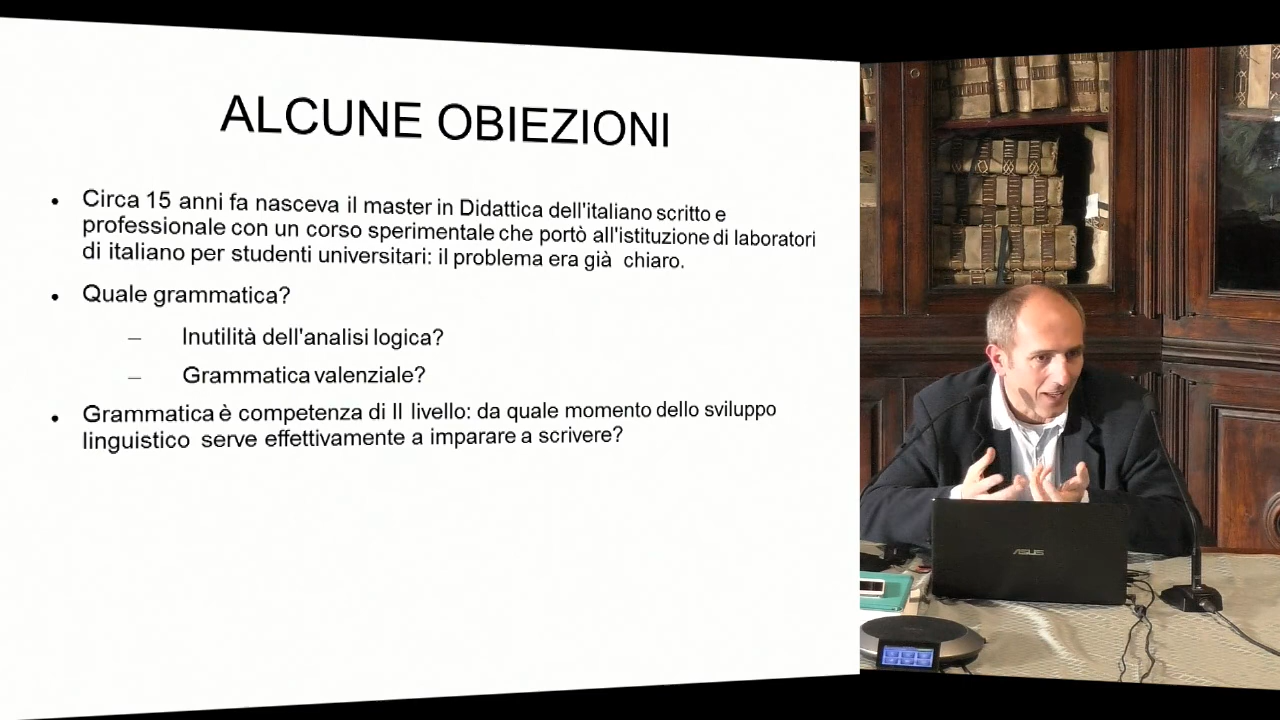 ALCUNE OBIEZIONI
• Circa 15 anni fa nasceva il master in Didattica dell'italiano scritto e
professionale con un corso sperimentale che portò all'istituzione di laboratori
di italiano per studenti universitari: il problema era già chiaro.
• Quale grammatica?
– Inutilità dell'analisi logica?
– Grammatica valenziale?
• Grammatica è competenza di II livello: da quale momento dello sviluppo
linguistico serve effettivamente a imparare a scrivere?
ASUS